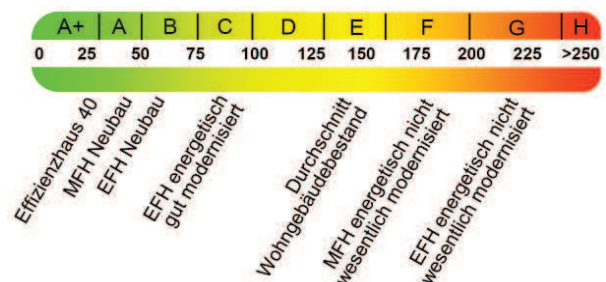 A+ A B C D E F G H
0 25 50 75 100 125 150 175 200 225 >250
Effizienzhaus 40
MFH Neubau
EFH Neubau
EFH energetisch
gut modernisiert
Durchschnitt
Wohngebäudebestand
MFH energetisch nicht
wesentlich modernisiert
EFH energetisch nicht
wesentlich modernisiert